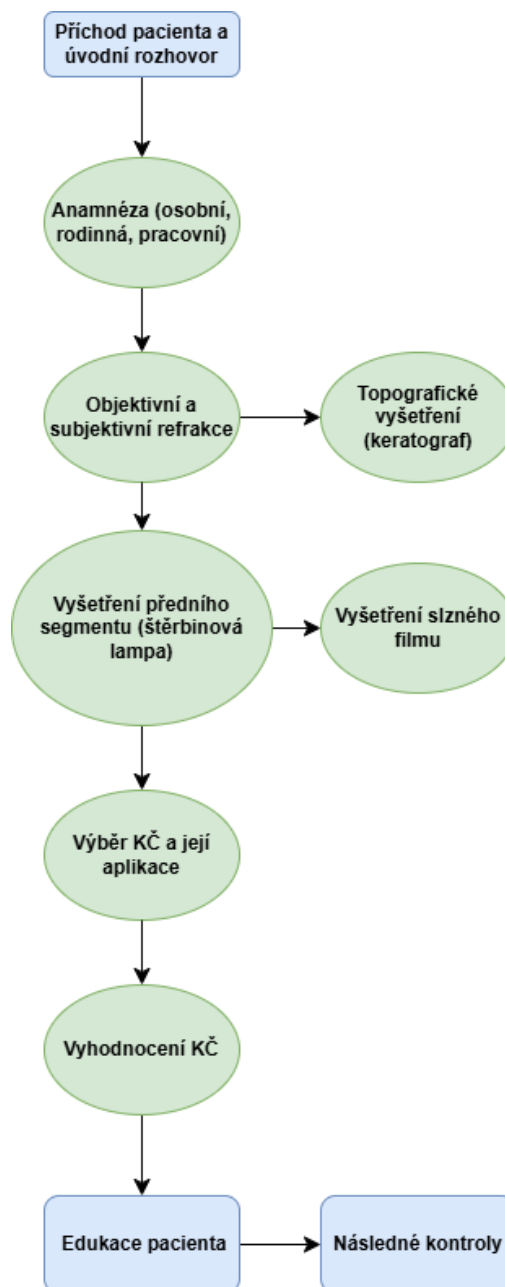 Příchod pacienta a
úvodní rozhovor
Anamnéza (osobní,
rodinná, pracovní)
Objektivní a
subjektivní refrakce
Topografické
vyšetření
(keratograf)
Vyšetření předního
segmentu (štěrbinová
lampa)
Vyšetření slzného
filmu
Výběr KČ a její
aplikace
Vyhodnocení KČ
Edukace pacienta
Následné kontroly